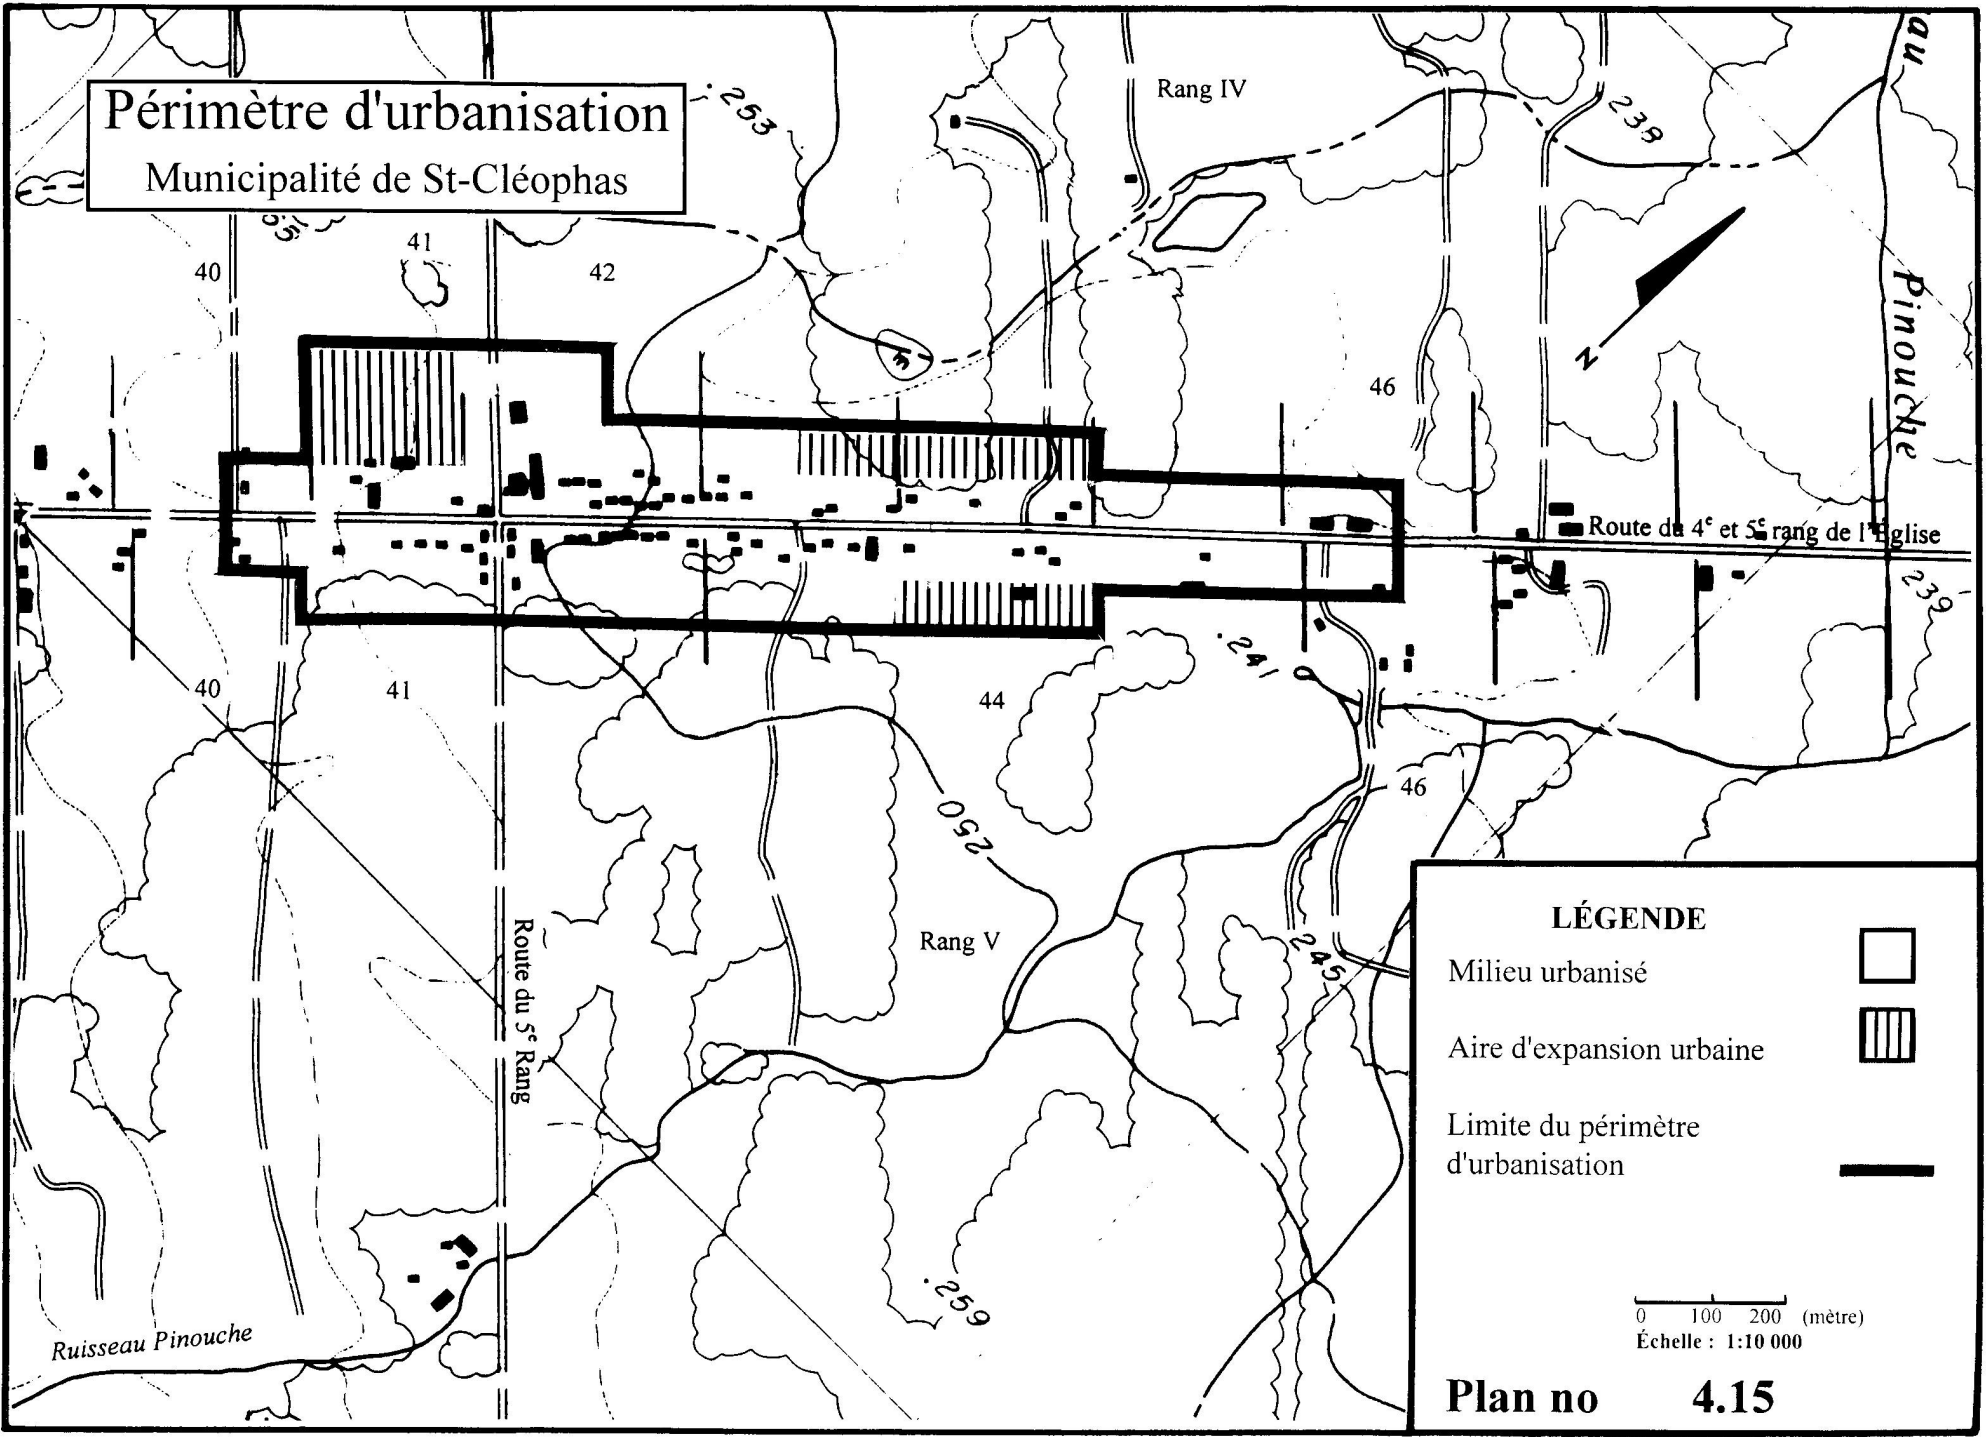 Périmètre d'urbanisation
Municipalité de St-Cléophas
253
Rang IV
238
40
41
42
N
Pinouche
46
Route du 4e et 5e rang de l'Église
239
241
40
41
44
46
250
Route du 5e Rang
Rang V
245
259
Ruisseau Pinouche
LÉGENDE
Milieu urbanisé
Aire d'expansion urbaine
Limite du périmètre
d'urbanisation
0 100 200 (mètre)
Échelle : 1:10 000
Plan no 4.15